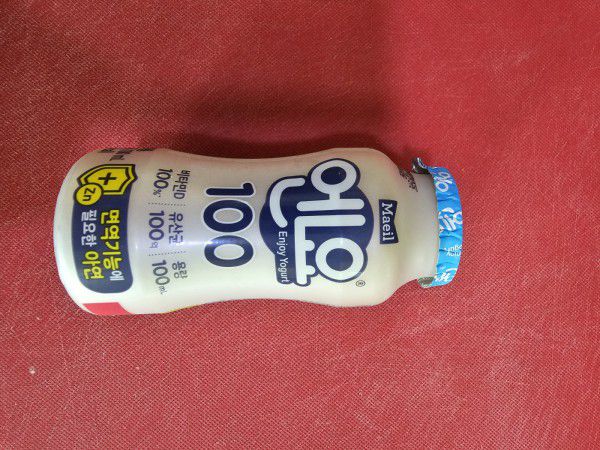 Maeil
엔요
®
Enjoy Yogurt
100
비타민D 유산균 용량
100% 100억 100mL
+
Zn
면역기능에
필요한 아연